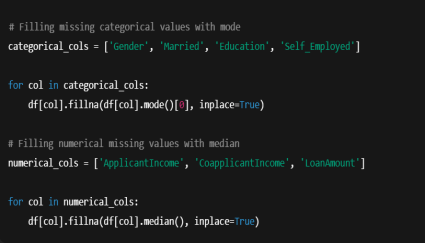 # Filling missing categorical values with mode
categorical_cols = ['Gender', 'Married', 'Education', 'Self_Employed']
for col in categorical_cols:
    df[col].fillna(df[col].mode()[0], inplace=True)
# Filling numerical missing values with median
numerical_cols = ['ApplicantIncome', 'CoapplicantIncome', 'LoanAmount']
for col in numerical_cols:
    df[col].fillna(df[col].median(), inplace=True)